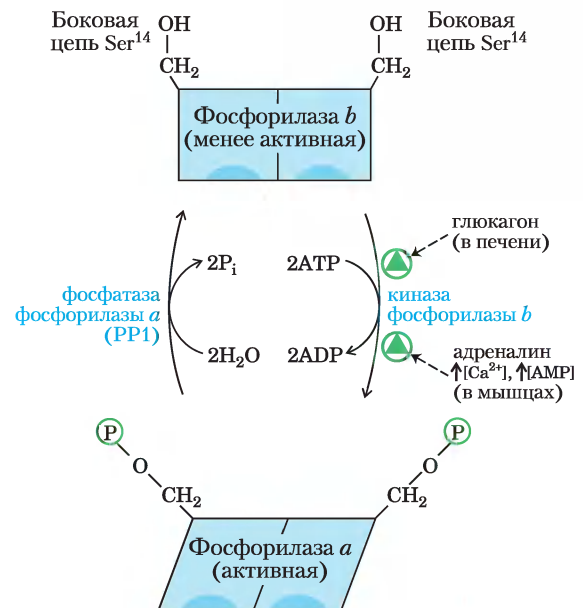 Боковая
цепь Ser¹⁴
OH
CH₂
OH
CH₂
Боковая
цепь Ser¹⁴
Фосфорилаза b
(менее активная)
глюкагон
(в печени)
2Pᵢ
2ATP
фосфатаза
фосфорилазы a
(PP1)
киназа
фосфорилазы b
2H₂O
2ADP
адреналин
↑[Ca²⁺], ↑[AMP]
(в мышцах)
P
O
CH₂
P
O
CH₂
Фосфорилаза a
(активная)